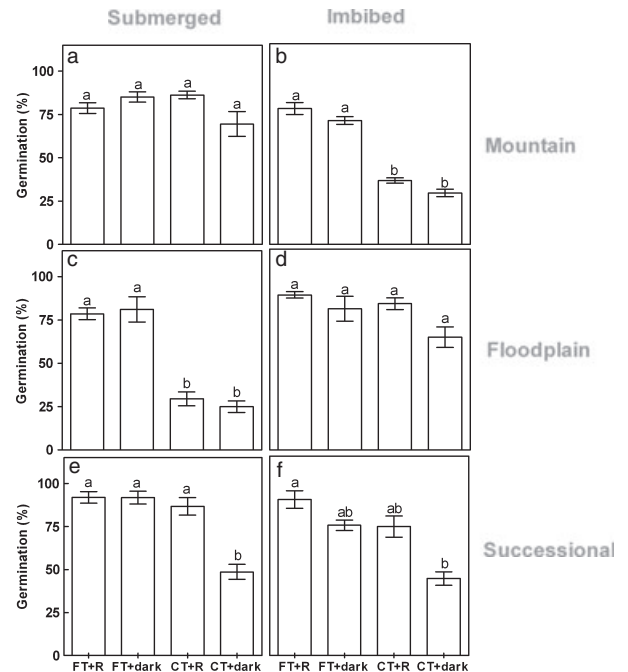 Submerged Imbibed
a b
100
a a a a a a
75
Germination (%)
50
b b
25
0
Mountain
c d
100
a a a a a a
75
Germination (%)
50
b b
25
0
Floodplain
e f
100
a a a b a ab ab b
75
Germination (%)
50
25
0
Successional
FT+R FT+dark CT+R CT+dark FT+R FT+dark CT+R CT+dark